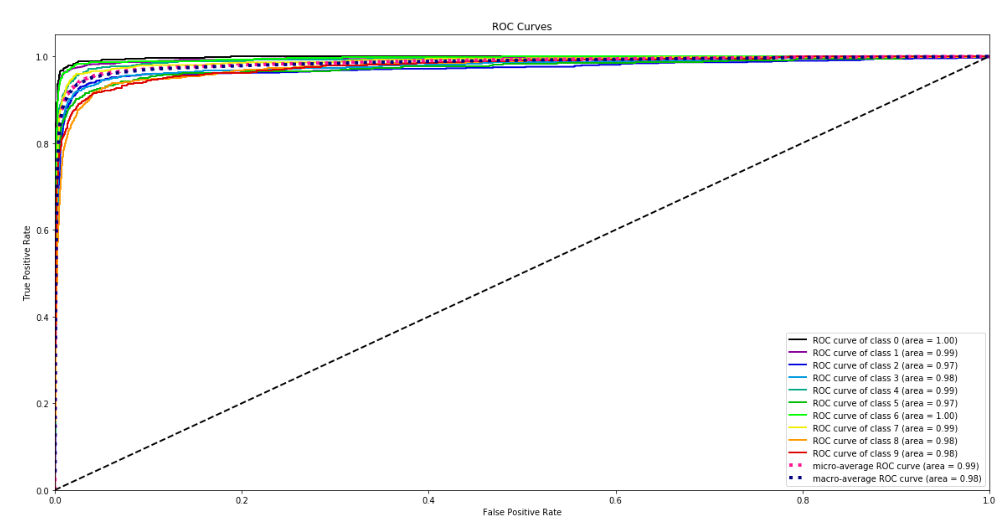 ROC Curves
1.0
0.8
0.6
0.4
0.2
0.0
True Positive Rate
0.0 0.2 0.4 0.6 0.8 1.0
False Positive Rate
ROC curve of class 0 (area = 1.00)
ROC curve of class 1 (area = 0.99)
ROC curve of class 2 (area = 0.97)
ROC curve of class 3 (area = 0.98)
ROC curve of class 4 (area = 0.99)
ROC curve of class 5 (area = 0.97)
ROC curve of class 6 (area = 1.00)
ROC curve of class 7 (area = 0.99)
ROC curve of class 8 (area = 0.98)
ROC curve of class 9 (area = 0.98)
micro-average ROC curve (area = 0.99)
macro-average ROC curve (area = 0.98)